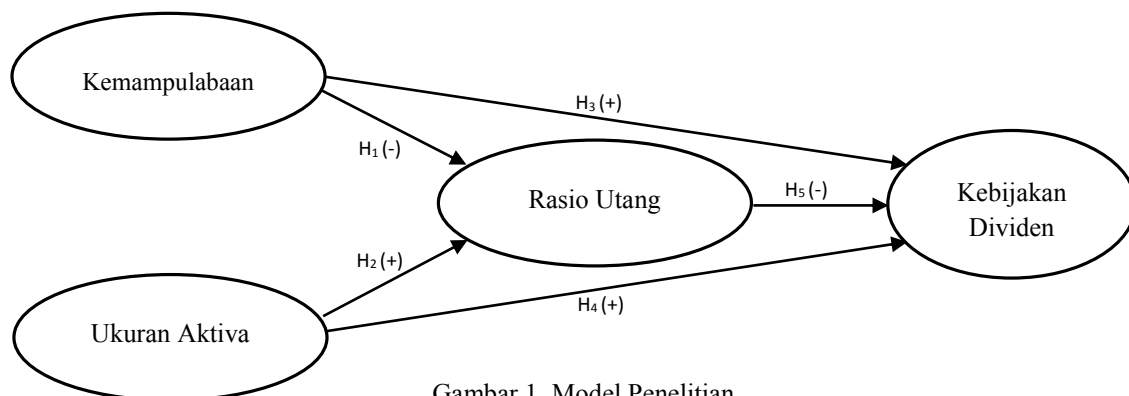 Kemampulabaan
H₃ (+)
H₁ (-)
Rasio Utang
H₅ (-)
Kebijakan
Dividen
H₂ (+)
Ukuran Aktiva
H₄ (+)
Gambar 1. Model Penelitian